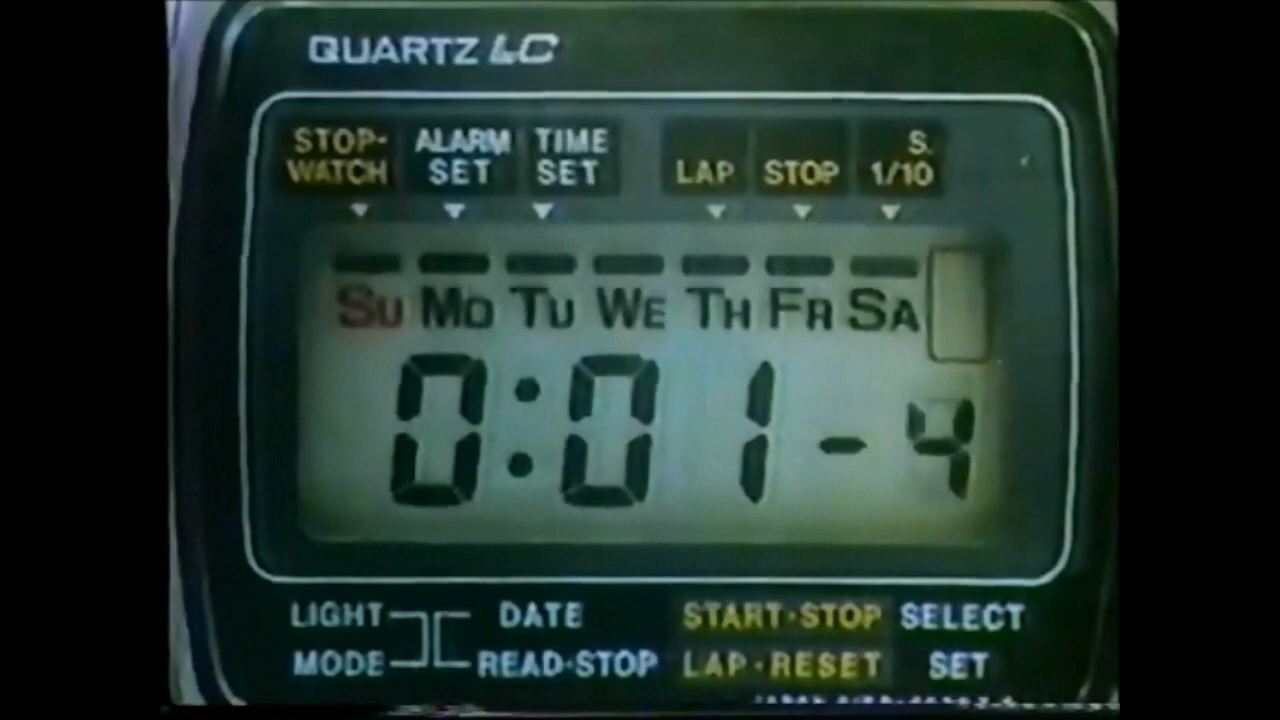 QUARTZ LC
STOP-WATCH
ALARM SET
TIME SET
LAP
STOP
S. 1/10
SU MO TU WE TH FR SA
0:01-4
LIGHT DATE START·STOP SELECT
MODE READ·STOP LAP·RESET SET